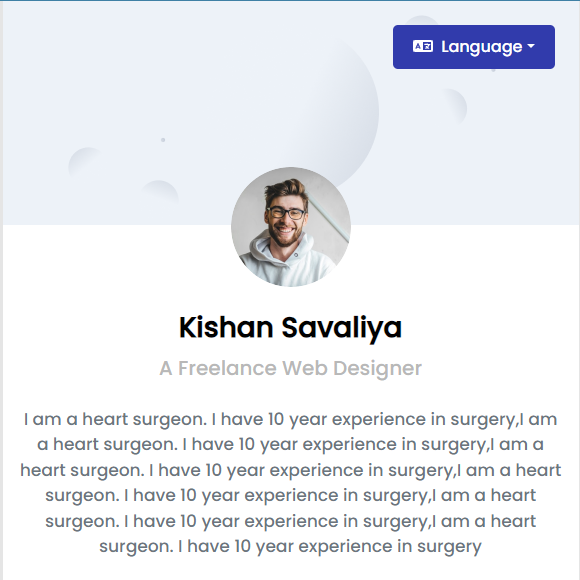 Language
Kishan Savaliya
A Freelance Web Designer
I am a heart surgeon. I have 10 year experience in surgery,I am
a heart surgeon. I have 10 year experience in surgery,I am a
heart surgeon. I have 10 year experience in surgery,I am a heart
surgeon. I have 10 year experience in surgery,I am a heart
surgeon. I have 10 year experience in surgery,I am a heart
surgeon. I have 10 year experience in surgery